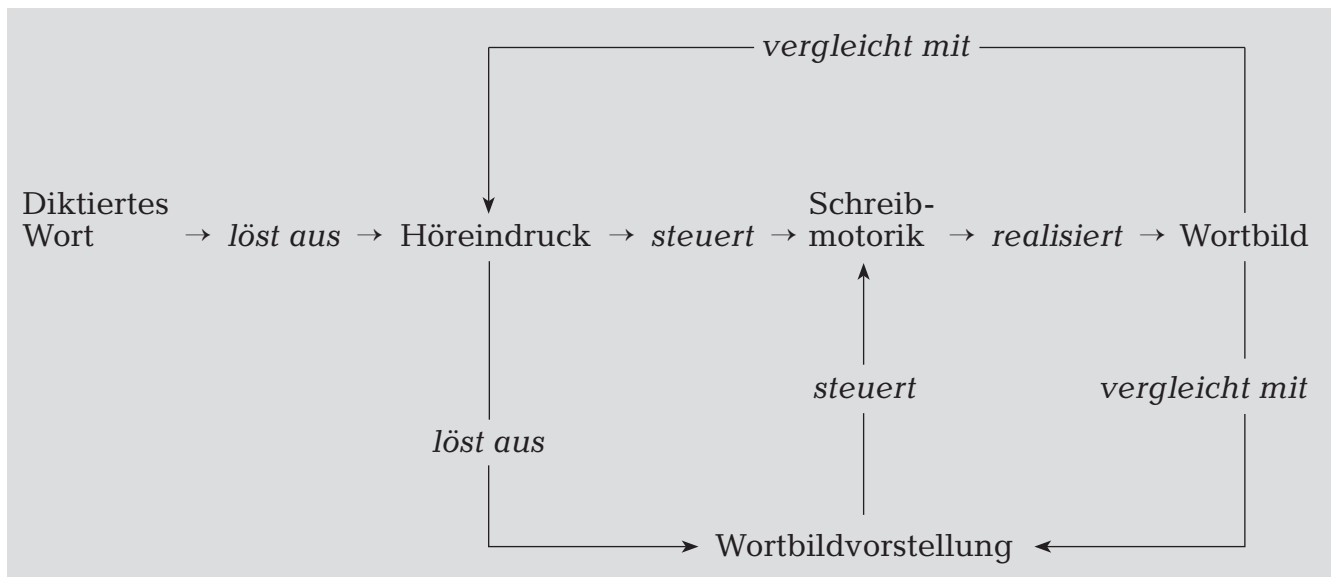 vergleicht mit
Diktiertes
Wort → löst aus → Höreindruck → steuert → Schreib-
motorik → realisiert → Wortbild
steuert
vergleicht mit
löst aus
Wortbildvorstellung